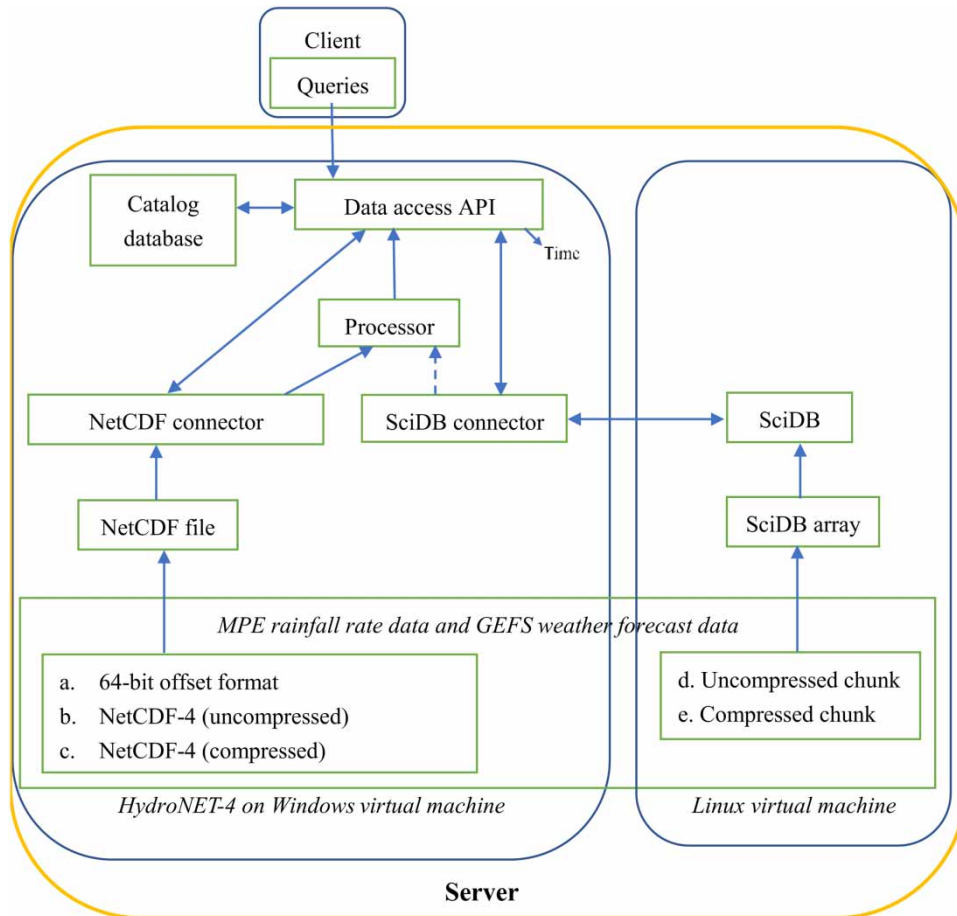 Client
Queries
Catalog
database
Data access API
Time
Processor
NetCDF connector
SciDB connector
SciDB
NetCDF file
SciDB array
MPE rainfall rate data and GEFS weather forecast data
a. 64-bit offset format
b. NetCDF-4 (uncompressed)
c. NetCDF-4 (compressed)
d. Uncompressed chunk
e. Compressed chunk
HydroNET-4 on Windows virtual machine
Linux virtual machine
Server